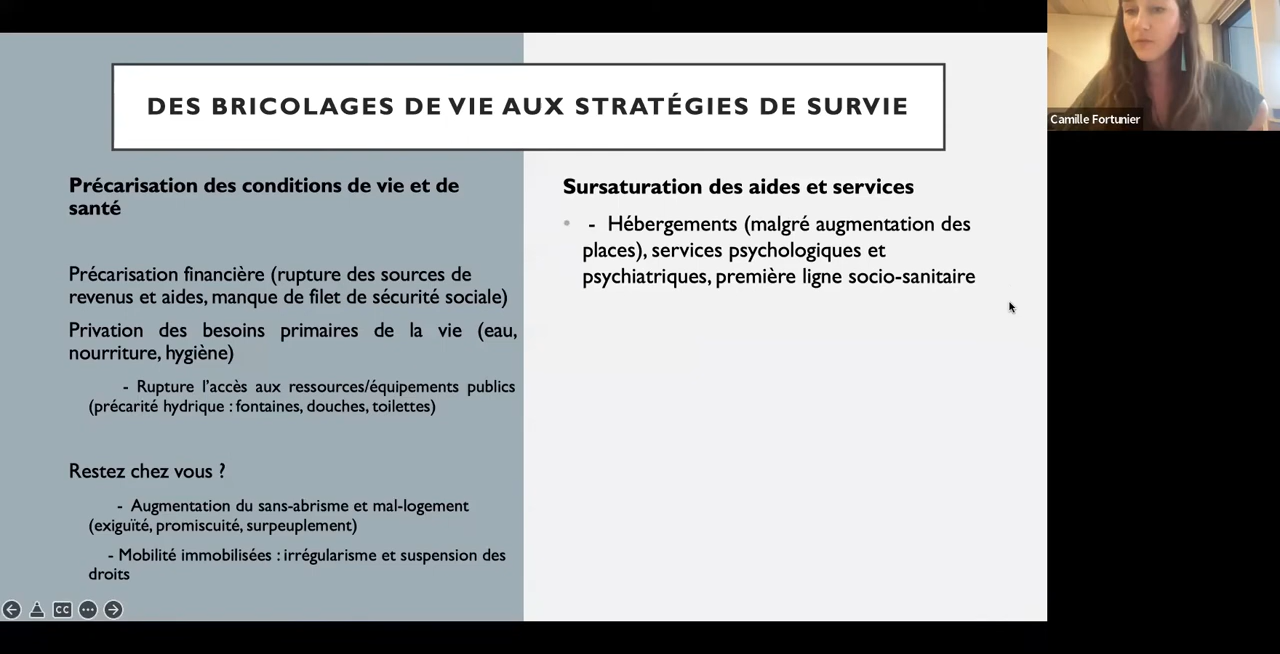 DES BRICOLAGES DE VIE AUX STRATÉGIES DE SURVIE
Précarisation des conditions de vie et de
santé
Précarisation financière (rupture des sources de
revenus et aides, manque de filet de sécurité sociale)
Privation des besoins primaires de la vie (eau,
nourriture, hygiène)
- Rupture l’accès aux ressources/équipements publics
(précarité hydrique : fontaines, douches, toilettes)
Restez chez vous ?
- Augmentation du sans-abrisme et mal-logement
(exiguïté, promiscuité, surpeuplement)
- Mobilité immobilisées : irrégularisme et suspension des
droits
Sursaturation des aides et services
- Hébergements (malgré augmentation des
places), services psychologiques et
psychiatriques, première ligne socio-sanitaire
Camille Fortunier
CC